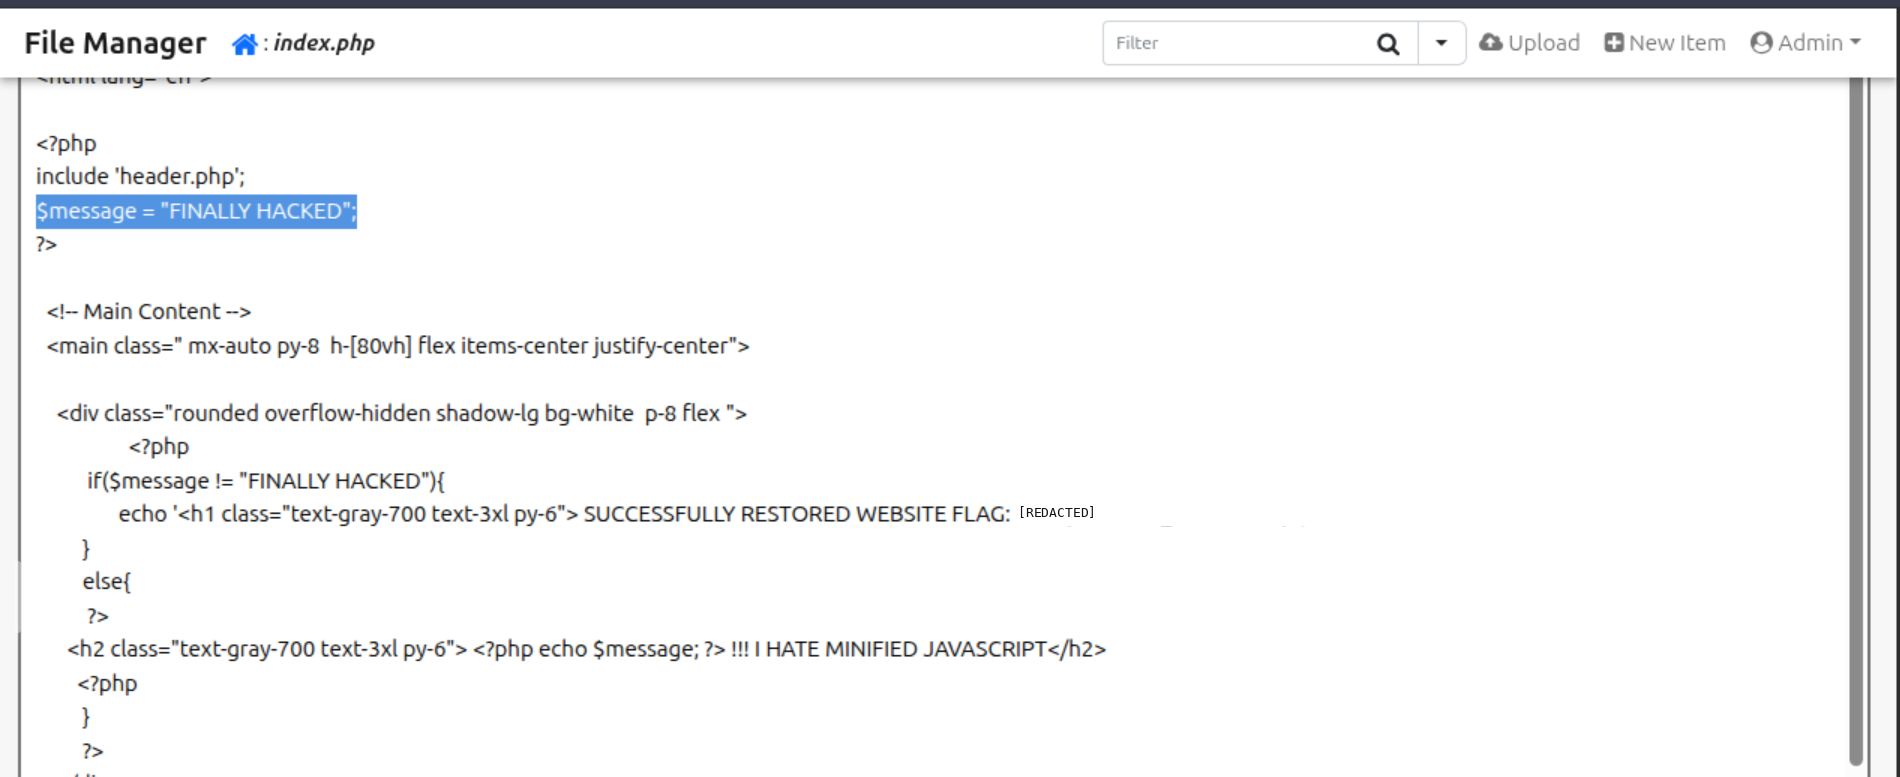 File Manager : index.php Filter Upload New Item Admin
<html lang="en">
<?php
include 'header.php';
$message = "FINALLY HACKED";
?>
<!-- Main Content -->
<main class=" mx-auto py-8  h-[80vh] flex items-center justify-center">
<div class="rounded overflow-hidden shadow-lg bg-white  p-8 flex ">
<?php
if($message != "FINALLY HACKED"){
echo '<h1 class="text-gray-700 text-3xl py-6"> SUCCESSFULLY RESTORED WEBSITE FLAG: [REDACTED]
}
else{
?>
<h2 class="text-gray-700 text-3xl py-6"> <?php echo $message; ?> !!! I HATE MINIFIED JAVASCRIPT</h2>
<?php
}
?>